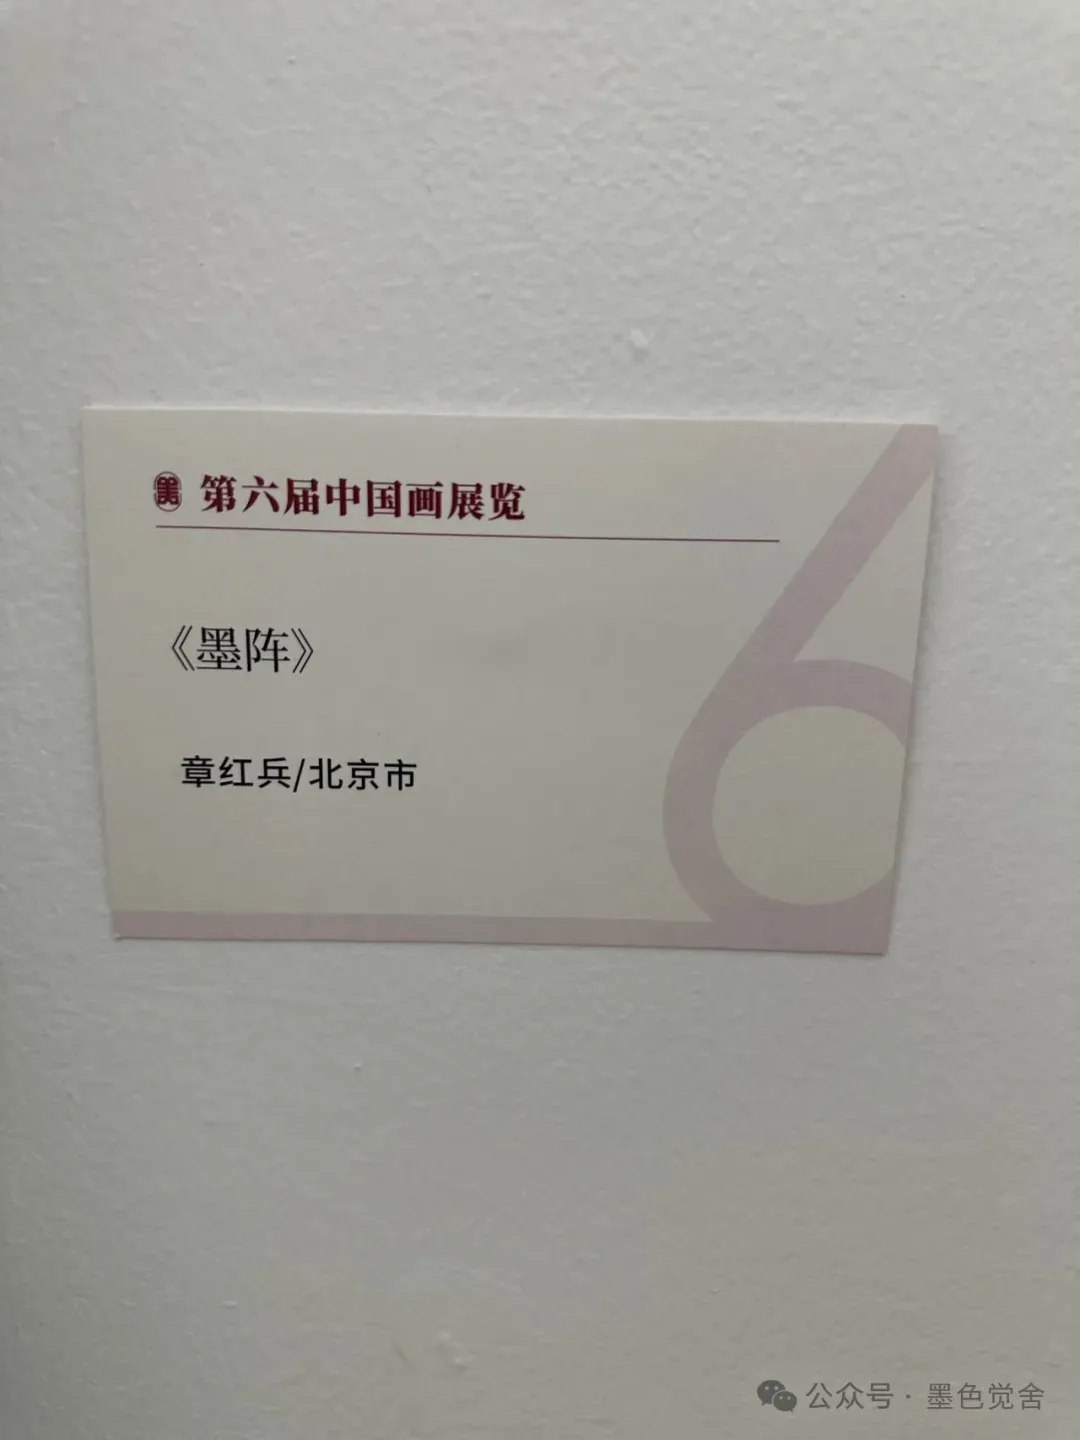 美 第六届中国画展览
《墨阵》
章红兵/北京市
公众号·墨色觉舍